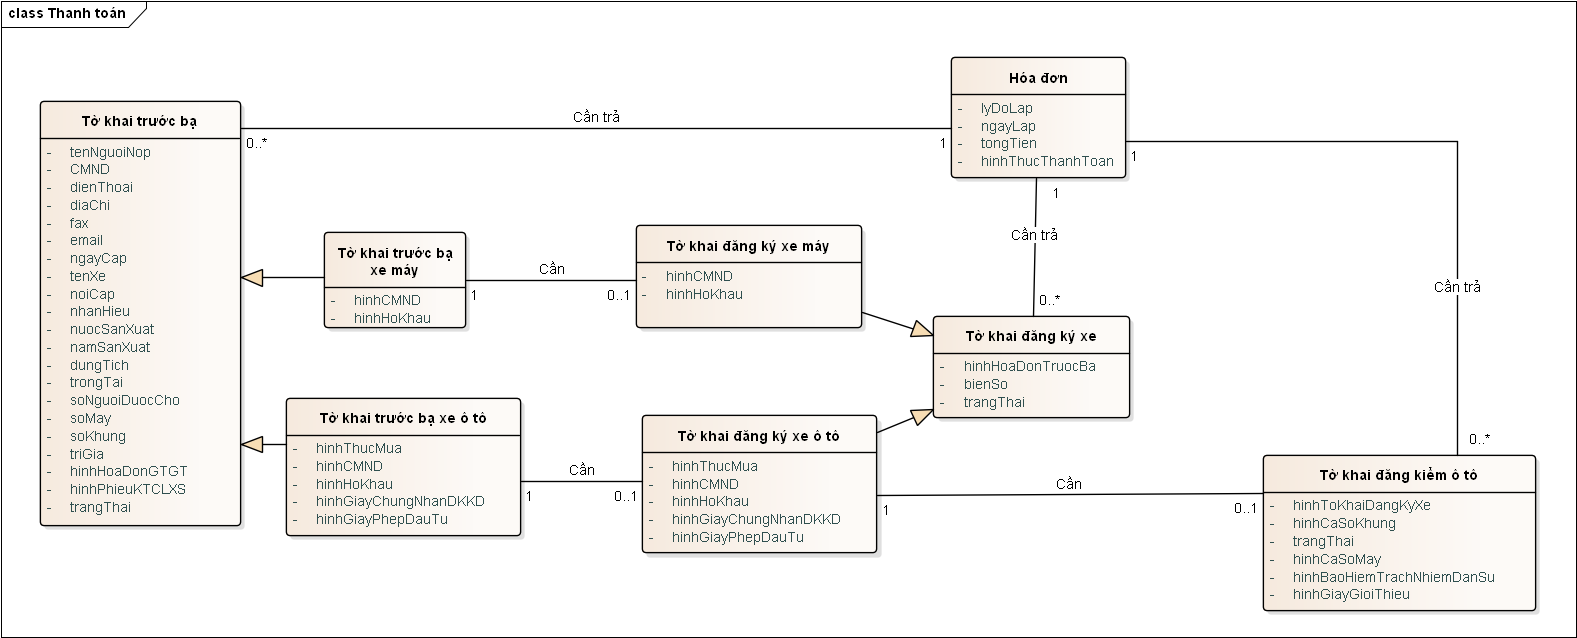 class Thanh toán
Tờ khai trước bạ
- tenNguoiNop
- CMND
- dienThoai
- diaChi
- fax
- email
- ngayCap
- tenXe
- noiCap
- nhanHieu
- nuocSanXuat
- namSanXuat
- dungTich
- trongTai
- soNguoiDuocCho
- soMay
- soKhung
- triGia
- hinhHoaDonGTGT
- hinhPhieuKTCLXS
- trangThai
0..*
Cần trả
1
Hóa đơn
- lyDoLap
- ngayLap
- tongTien
- hinhThucThanhToan
1
1
Cần trả
0..*
Cần trả
0..*
Tờ khai trước bạ
xe máy
- hinhCMND
- hinhHoKhau
1
Cần
0..1
Tờ khai đăng ký xe máy
- hinhCMND
- hinhHoKhau
Tờ khai đăng ký xe
- hinhHoaDonTruocBa
- bienSo
- trangThai
Tờ khai trước bạ xe ô tô
- hinhThucMua
- hinhCMND
- hinhHoKhau
- hinhGiayChungNhanDKKD
- hinhGiayPhepDauTu
1
Cần
0..1
Tờ khai đăng ký xe ô tô
- hinhThucMua
- hinhCMND
- hinhHoKhau
- hinhGiayChungNhanDKKD
- hinhGiayPhepDauTu
1
Cần
0..1
Tờ khai đăng kiểm ô tô
- hinhToKhaiDangKyXe
- hinhCaSoKhung
- trangThai
- hinhCaSoMay
- hinhBaoHiemTrachNhiemDanSu
- hinhGiayGioiThieu